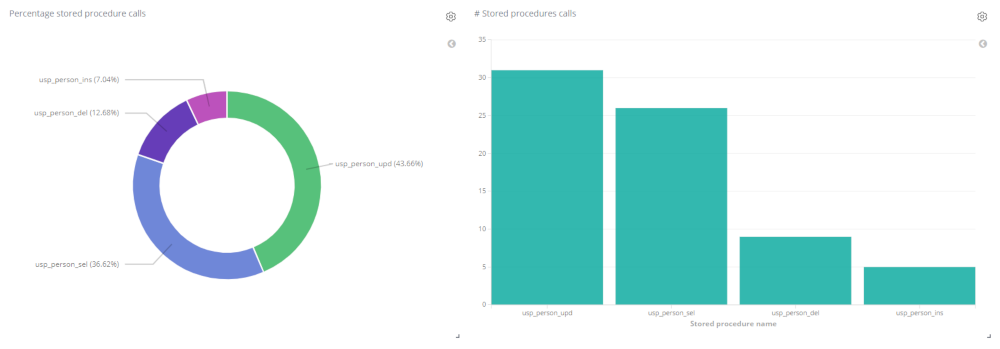 Percentage stored procedure calls
usp_person_ins (7.04%)
usp_person_del (12.68%)
usp_person_upd (43.66%)
usp_person_sel (36.62%)
# Stored procedures calls
35
30
25
20
15
10
5
0
usp_person_upd
usp_person_sel
usp_person_del
usp_person_ins
Stored procedure name